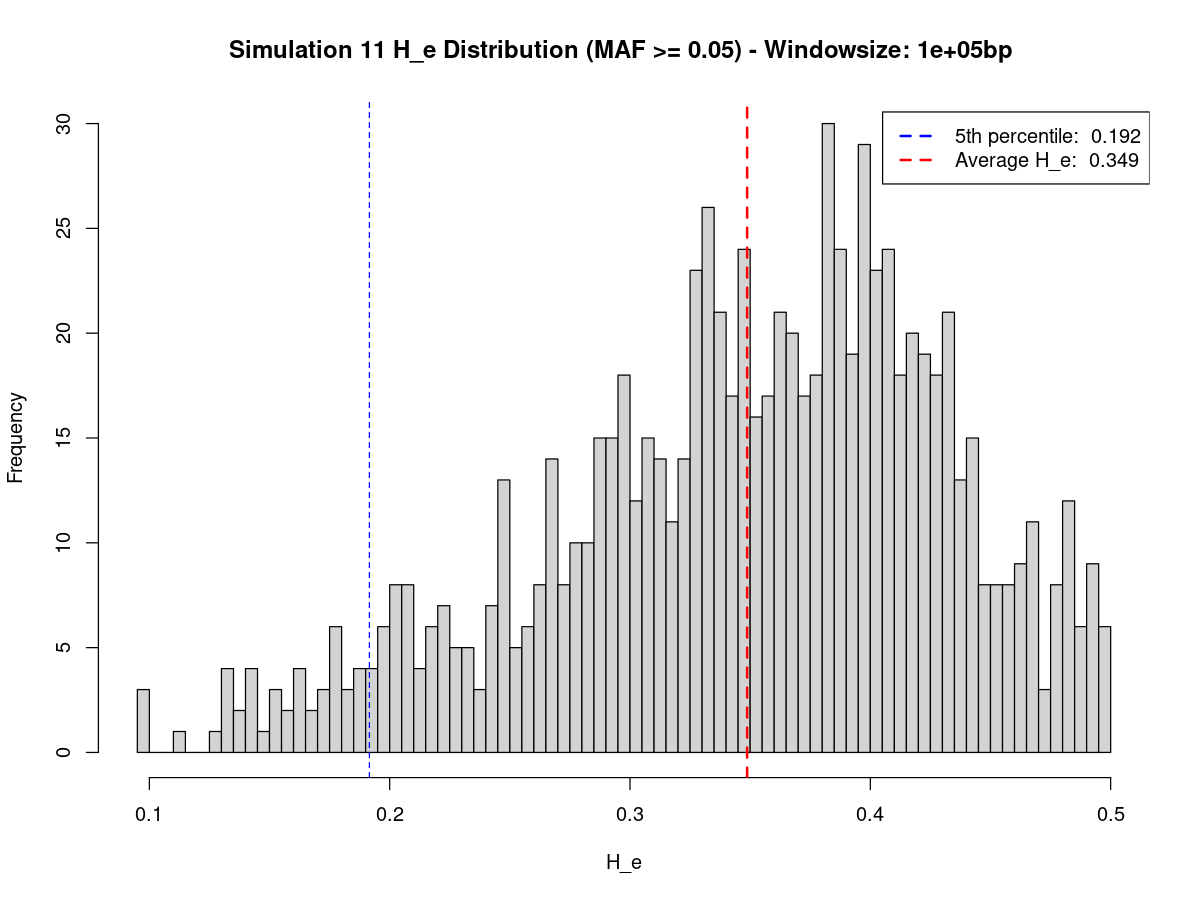 Simulation 11 H_e Distribution (MAF >= 0.05) - Windowsize: 1e+05bp
5th percentile: 0.192
Average H_e: 0.349
Frequency
30
25
20
15
10
5
0
0.1
0.2
0.3
0.4
0.5
H_e